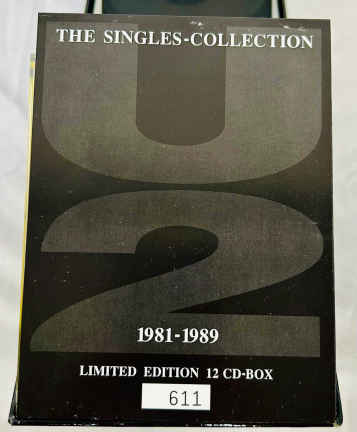 THE SINGLES-COLLECTION
U
2
1981-1989
LIMITED EDITION 12 CD-BOX
611